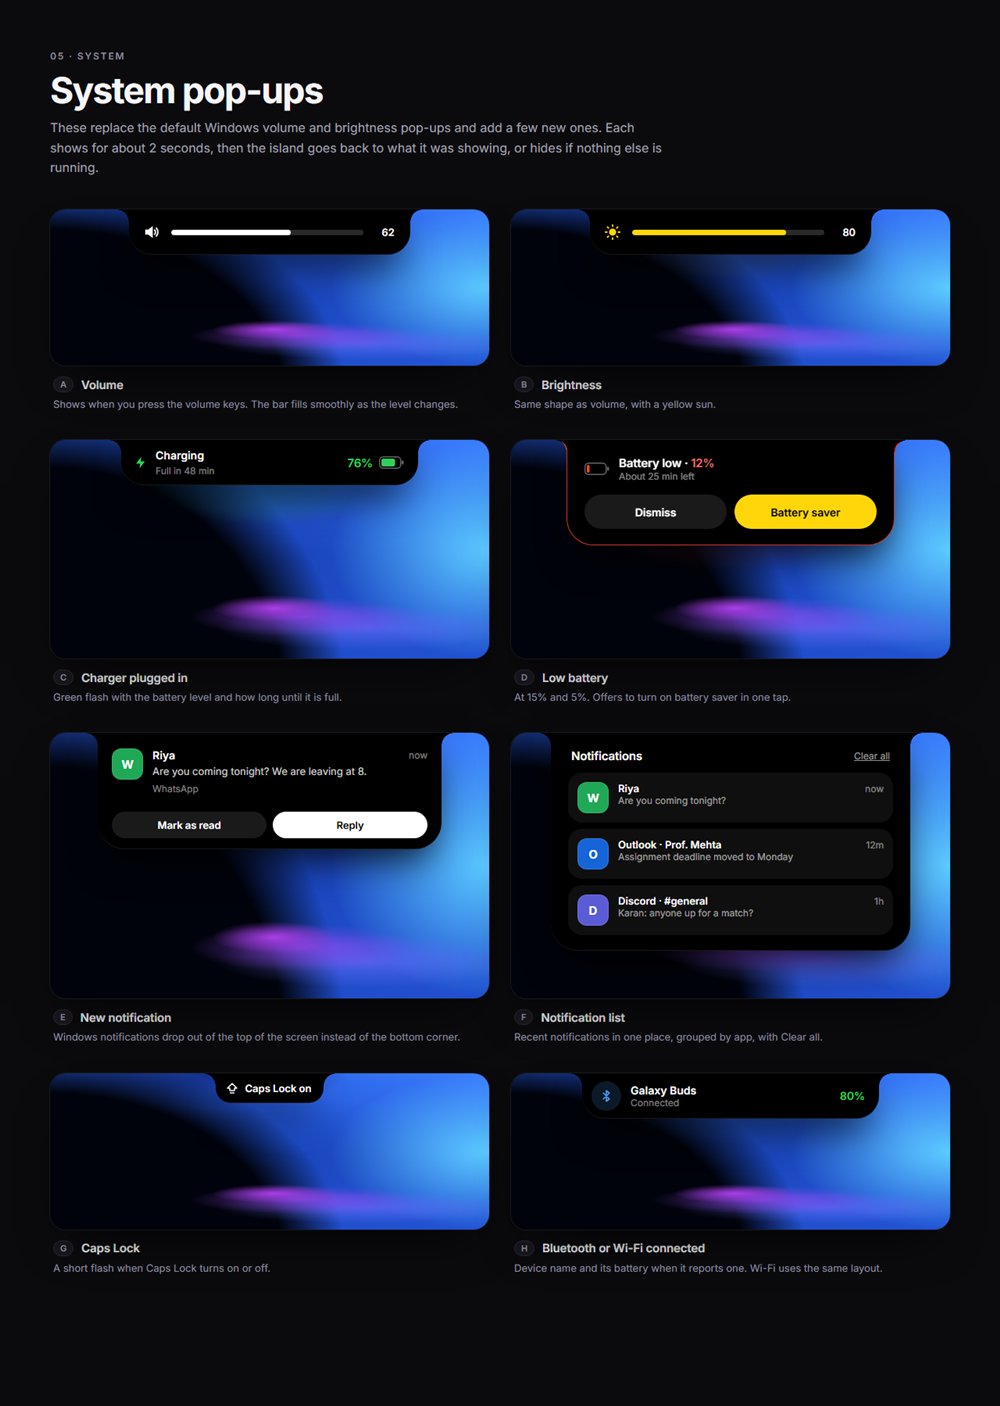 05 · SYSTEM
System pop-ups
These replace the default Windows volume and brightness pop-ups and add a few new ones. Each
shows for about 2 seconds, then the island goes back to what it was showing, or hides if nothing else is
running.
62
80
A Volume
Shows when you press the volume keys. The bar fills smoothly as the level changes.
B Brightness
Same shape as volume, with a yellow sun.
Charging
Full in 48 min
76%
Battery low · 12%
About 25 min left
Dismiss
Battery saver
C Charger plugged in
Green flash with the battery level and how long until it is full.
D Low battery
At 15% and 5%. Offers to turn on battery saver in one tap.
W
Riya
now
Are you coming tonight? We are leaving at 8.
WhatsApp
Mark as read
Reply
Notifications
Clear all
W
Riya
now
Are you coming tonight?
O
Outlook · Prof. Mehta
12m
Assignment deadline moved to Monday
D
Discord · #general
1h
Karan: anyone up for a match?
E New notification
Windows notifications drop out of the top of the screen instead of the bottom corner.
F Notification list
Recent notifications in one place, grouped by app, with Clear all.
Caps Lock on
Galaxy Buds
Connected
80%
G Caps Lock
A short flash when Caps Lock turns on or off.
H Bluetooth or Wi-Fi connected
Device name and its battery when it reports one. Wi-Fi uses the same layout.